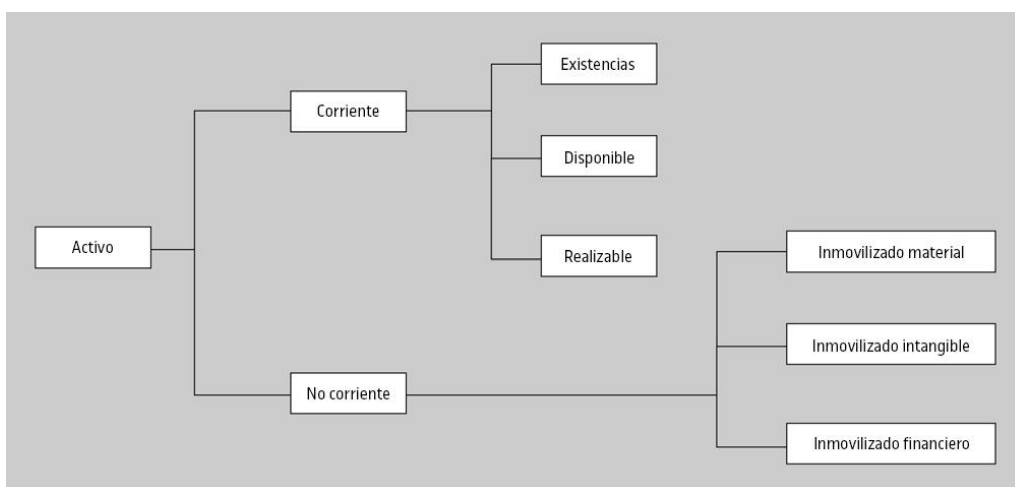 Activo
Corriente
Existencias
Disponible
Realizable
No corriente
Inmovilizado material
Inmovilizado intangible
Inmovilizado financiero